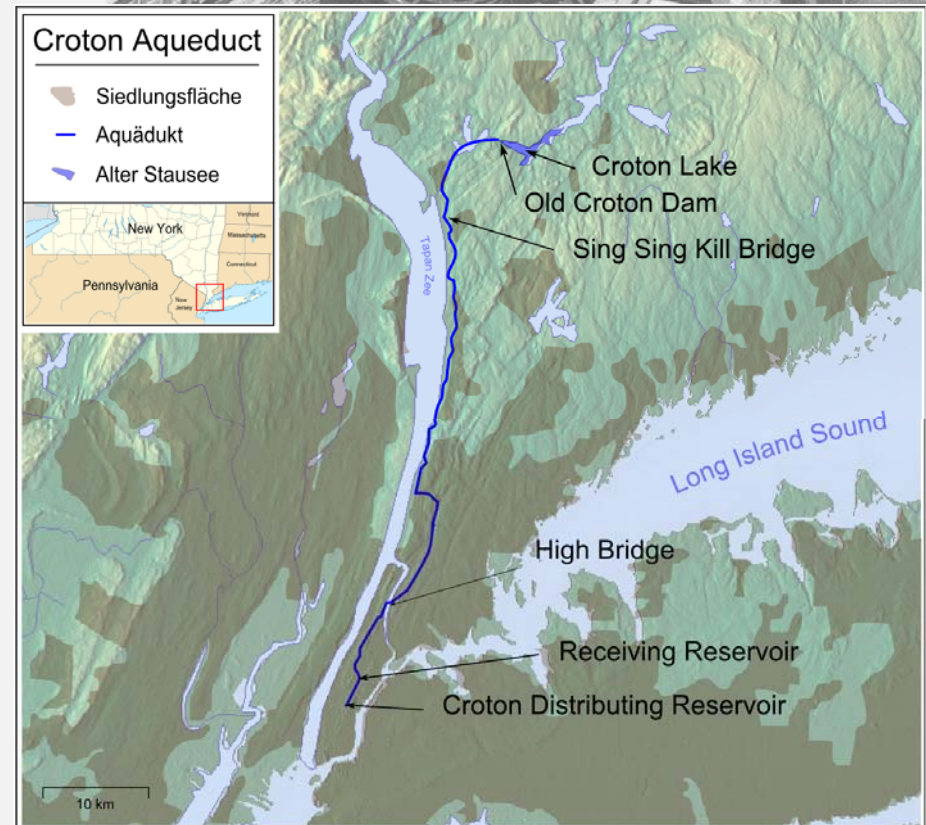 Croton Aqueduct
Siedlungsfläche
Aquädukt
Alter Stausee
New York
Vermont
Massachusetts
Connecticut
Pennsylvania
New
Jersey
Croton Lake
Old Croton Dam
Sing Sing Kill Bridge
Tapan Zee
Long Island Sound
High Bridge
Receiving Reservoir
Croton Distributing Reservoir
10 km